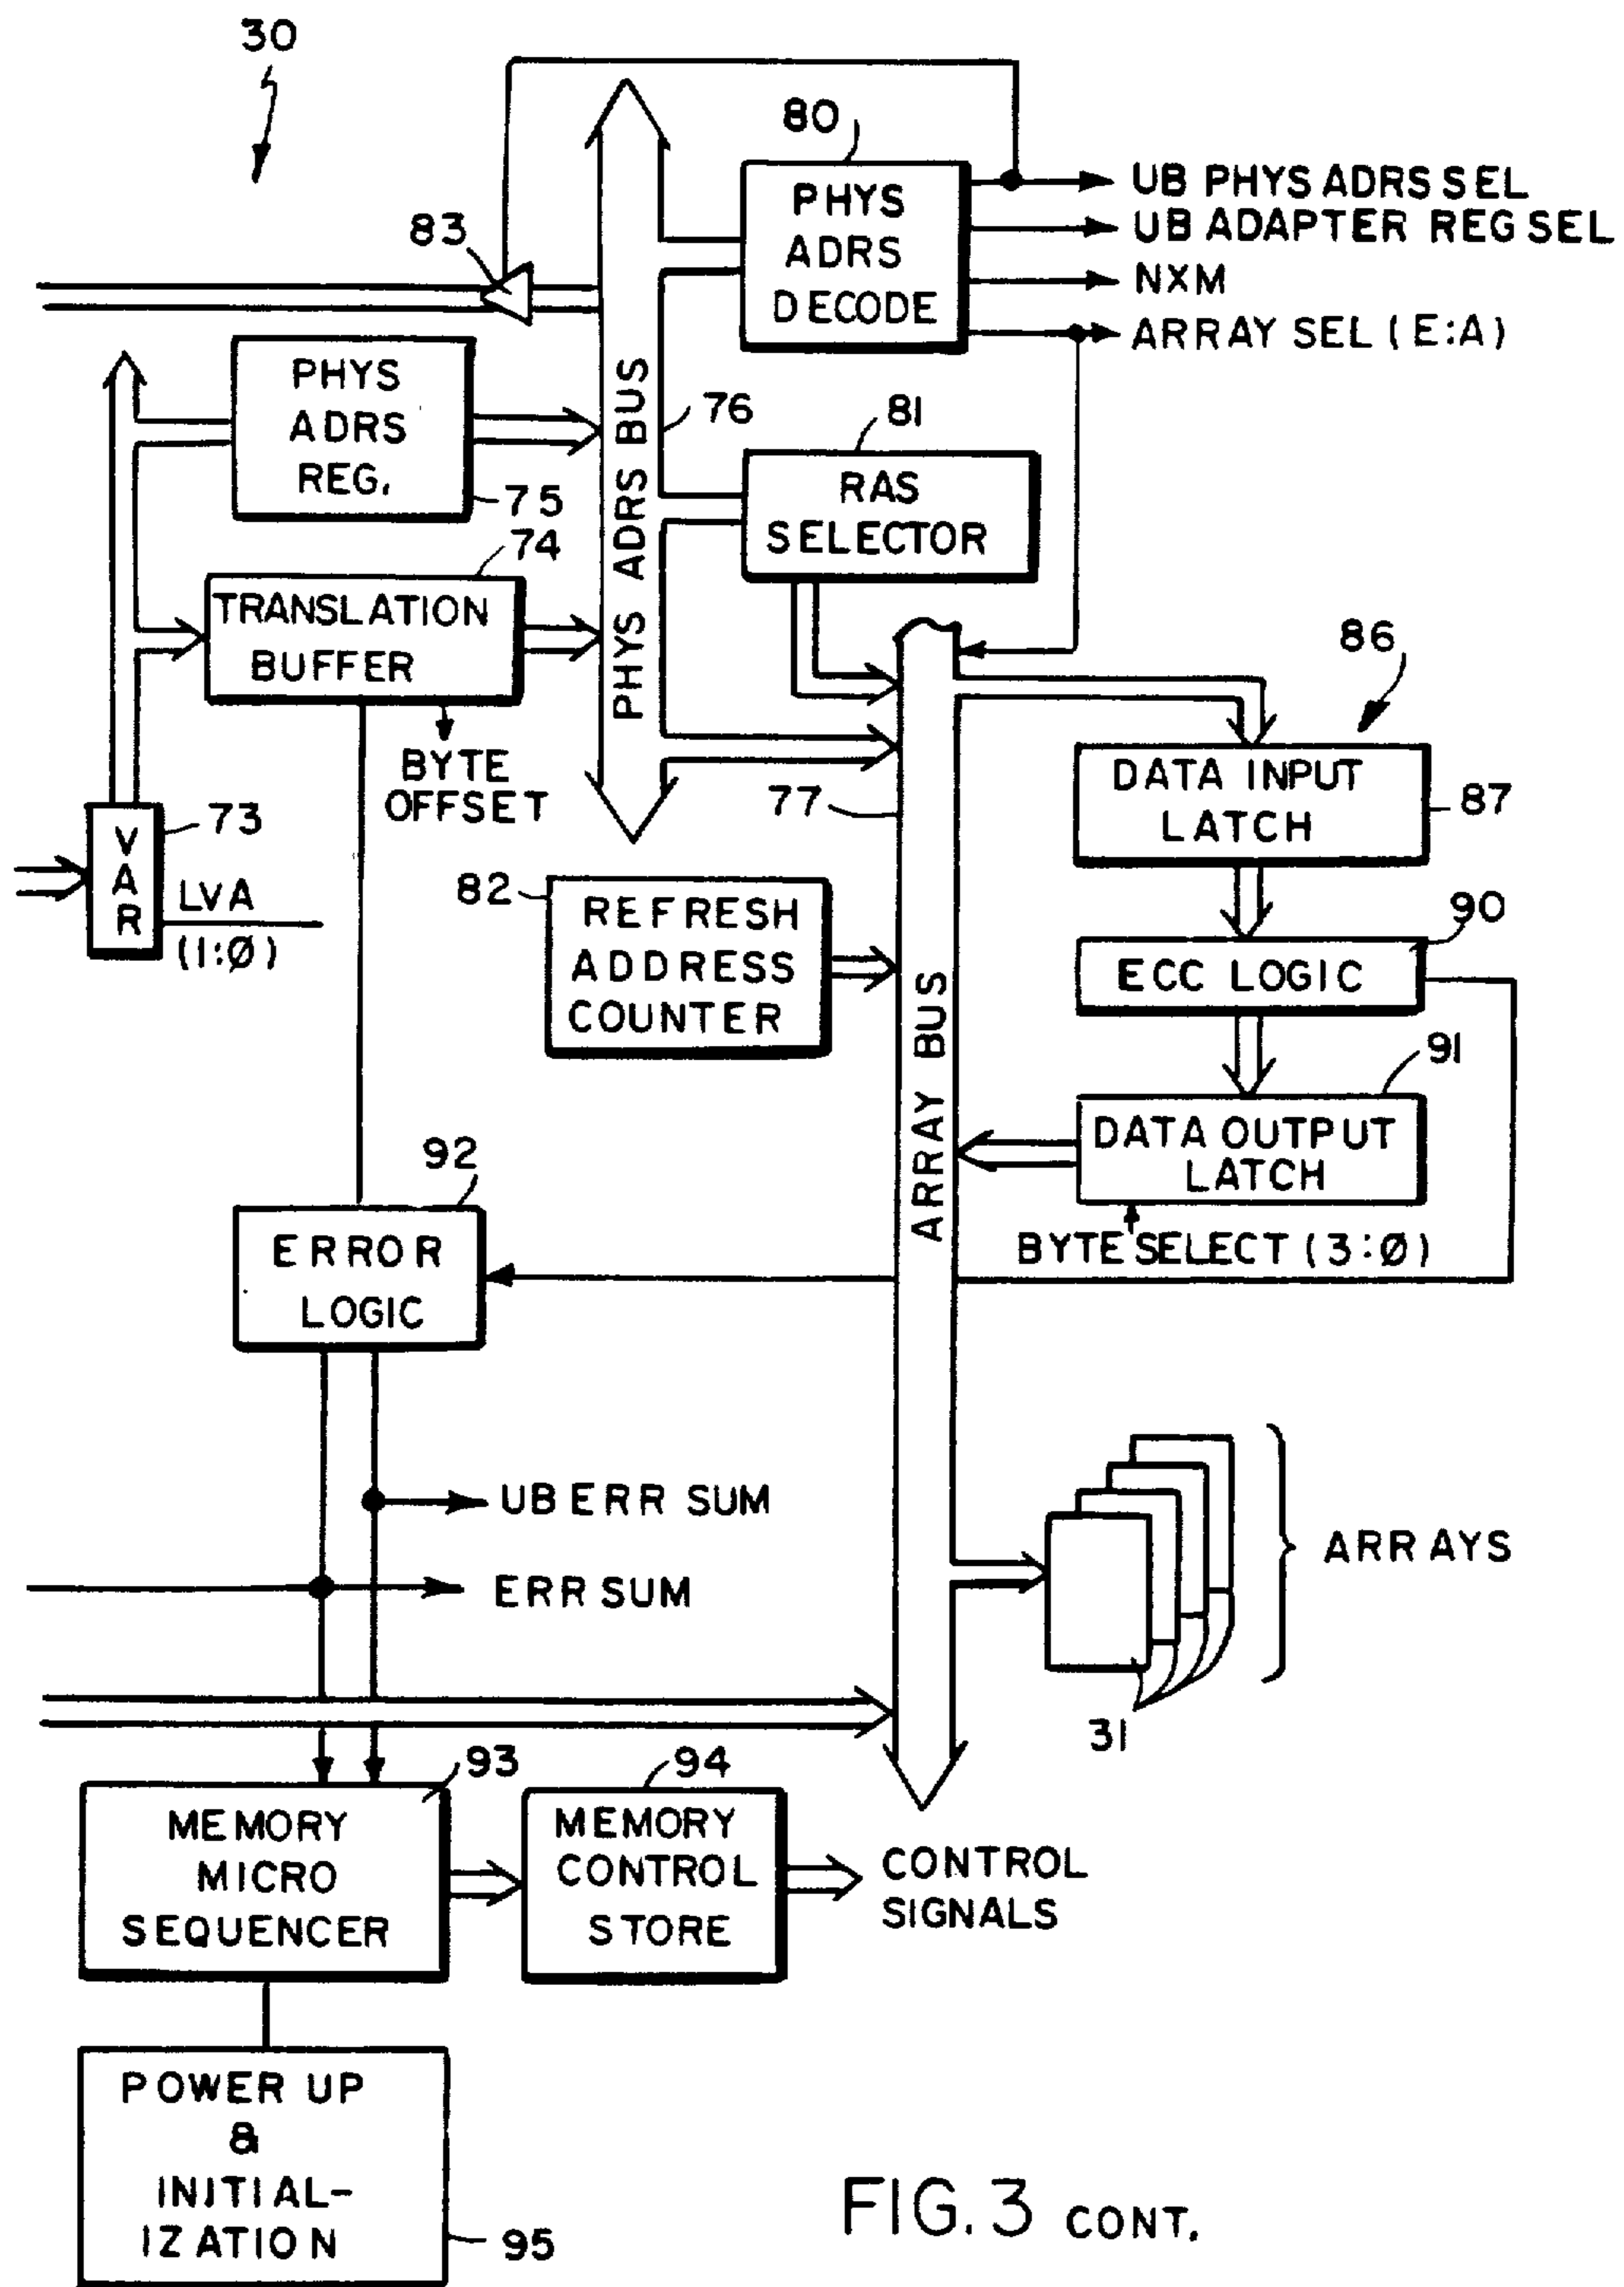 30
80
PHYS
ADRS
DECODE
UB PHYS ADRS SEL
UB ADAPTER REG SEL
NXM
ARRAY SEL (E:A)
83
PHYS
ADRS
REG.
75
76
PHYS ADRS BUS
81
RAS
SELECTOR
74
TRANSLATION
BUFFER
BYTE
OFFSET
86
DATA INPUT
LATCH
87
77
73
VAR
LVA
(1:Ø)
82
REFRESH
ADDRESS
COUNTER
ARRAY BUS
90
ECC LOGIC
91
DATA OUTPUT
LATCH
BYTE SELECT (3:Ø)
92
ERROR
LOGIC
UB ERR SUM
ERR SUM
ARRAYS
31
93
MEMORY
MICRO
SEQUENCER
94
MEMORY
CONTROL
STORE
CONTROL
SIGNALS
POWER UP
&
INITIAL-
IZATION
95
FIG. 3 CONT.